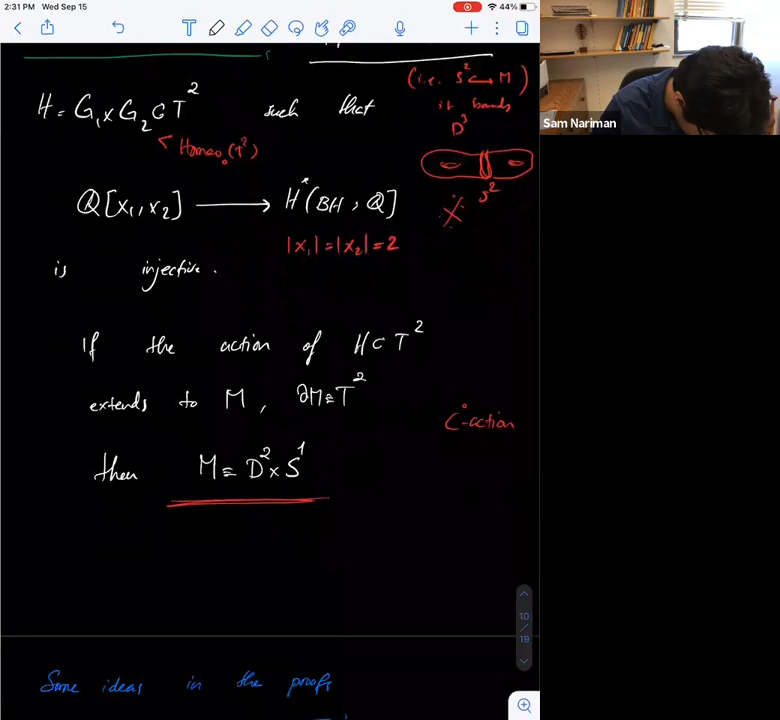 2:31 PM Wed Sep 15
44%
H = G₁ × G₂ ⊂ T² such that
↖ Homeo₀(T²)
(i.e. S² ↪ M)
it bounds
D³
S²
Q[x₁, x₂] ⟶ H*(BH; Q)
|x₁| = |x₂| = 2
is injective.
If the action of H ⊂ T²
extends to M, ∂M ≅ T²
C⁰-action
then M ≅ D² × S¹
10
/
19
Some ideas in the proofs
Sam Nariman